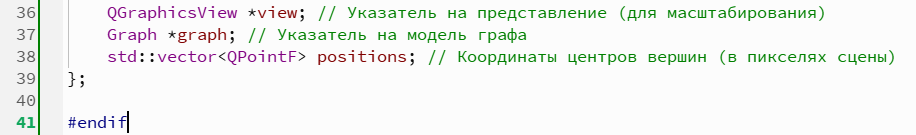 36 QGraphicsView *view; // Указатель на представление (для масштабирования)
37 Graph *graph; // Указатель на модель графа
38 std::vector<QPointF> positions; // Координаты центров вершин (в пикселях сцены)
39 };
40
41 #endif